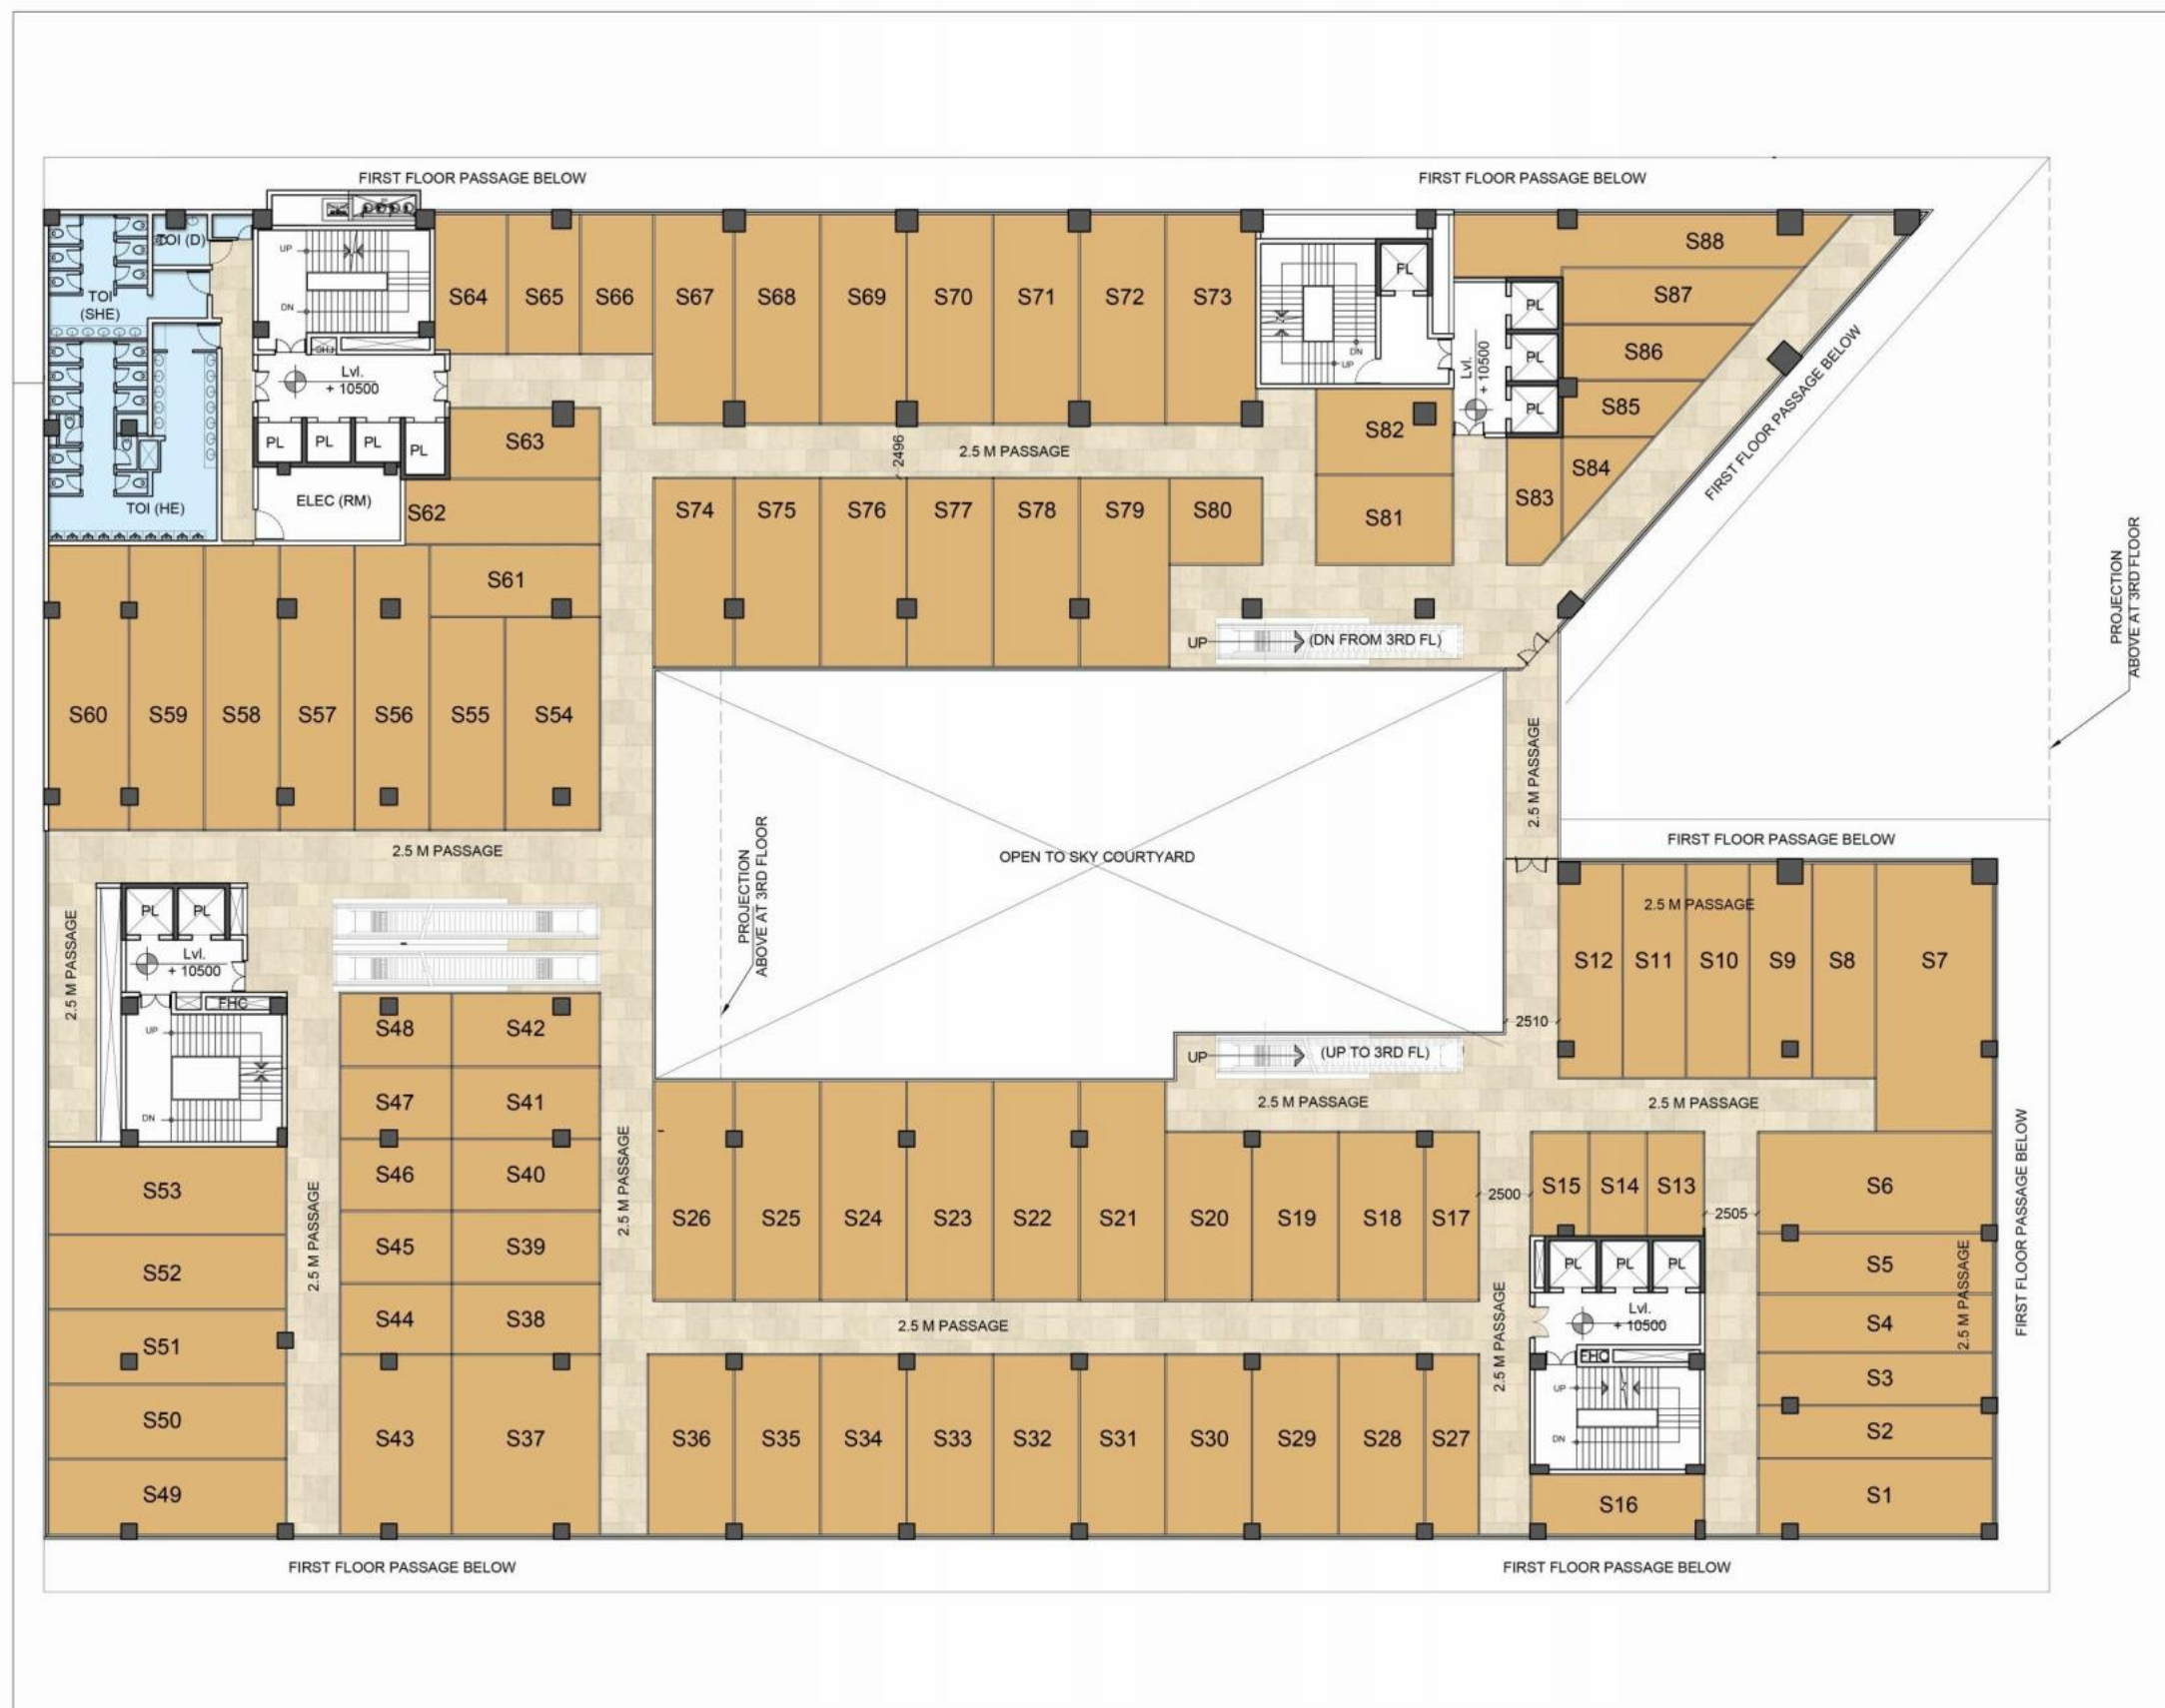 FIRST FLOOR PASSAGE BELOW
FIRST FLOOR PASSAGE BELOW
TOI (D)
UP
DN
TOI
(SHE)
S64
S65
S66
S67
S68
S69
S70
S71
S72
S73
FL
DN
UP
PL
PL
PL
Lvl.
+ 10500
S88
S87
S86
S85
S84
S83
FIRST FLOOR PASSAGE BELOW
FIRST FLOOR PASSAGE BELOW
Lvl.
+ 10500
PL
PL
PL
PL
ELEC (RM)
TOI (HE)
S63
S62
S61
2496
2.5 M PASSAGE
S82
S81
S74
S75
S76
S77
S78
S79
S80
UP
(DN FROM 3RD FL)
PROJECTION
ABOVE AT 3RD FLOOR
S60
S59
S58
S57
S56
S55
S54
2.5 M PASSAGE
2.5 M PASSAGE
OPEN TO SKY COURTYARD
PROJECTION
ABOVE AT 3RD FLOOR
FIRST FLOOR PASSAGE BELOW
2.5 M PASSAGE
S12
S11
S10
S9
S8
S7
2.5 M PASSAGE
PL
PL
Lvl.
+ 10500
FHC
UP
DN
S48
S42
S47
S41
S46
S40
S45
S39
S44
S38
S43
S37
2510
UP
(UP TO 3RD FL)
2.5 M PASSAGE
2.5 M PASSAGE
S53
S52
S51
S50
S49
2.5 M PASSAGE
2.5 M PASSAGE
S26
S25
S24
S23
S22
S21
S20
S19
S18
S17
2500
S15
S14
S13
2505
S6
S5
S4
S3
S2
S1
2.5 M PASSAGE
FIRST FLOOR PASSAGE BELOW
2.5 M PASSAGE
2.5 M PASSAGE
PL
PL
PL
Lvl.
+ 10500
FHC
UP
DN
S36
S35
S34
S33
S32
S31
S30
S29
S28
S27
S16
FIRST FLOOR PASSAGE BELOW
FIRST FLOOR PASSAGE BELOW